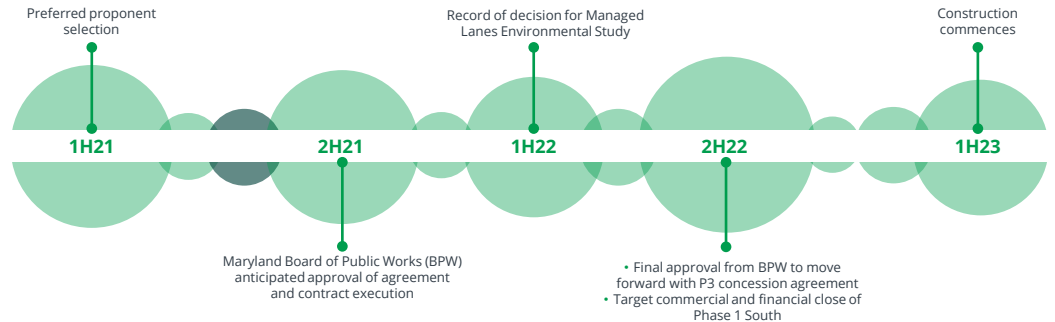 Preferred proponent
selection
Record of decision for Managed
Lanes Environmental Study
Construction
commences
1H21
2H21
1H22
2H22
1H23
Maryland Board of Public Works (BPW)
anticipated approval of agreement
and contract execution
• Final approval from BPW to move
forward with P3 concession agreement
• Target commercial and financial close of
Phase 1 South